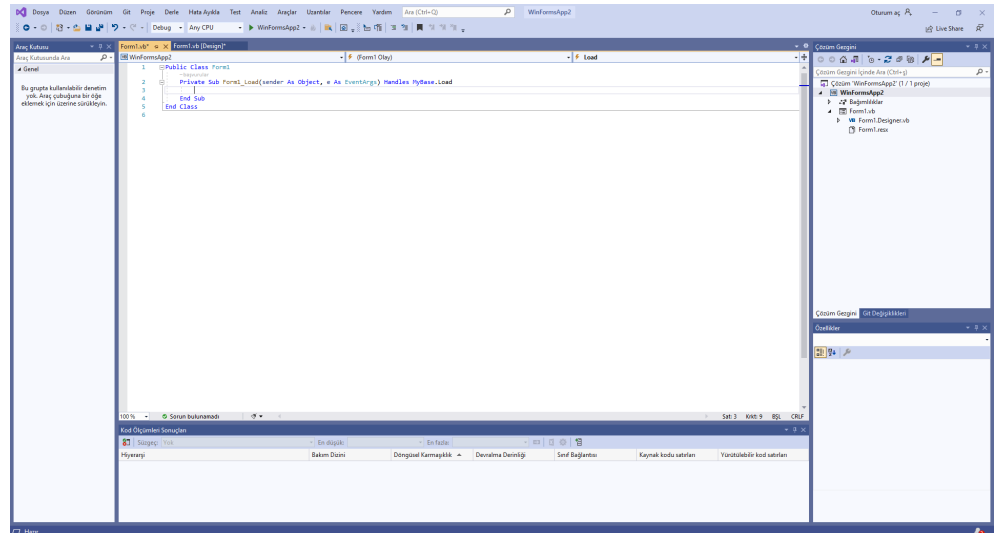 Dosya Düzen Görünüm Git Proje Derle Hata Ayıkla Test Analiz Araçlar Uzantılar Pencere Yardım Ara (Ctrl+Q) WinFormsApp2 Oturum aç
Debug Any CPU WinFormsApp2 Live Share
Araç Kutusu
Araç Kutusunda Ara
Genel
Bu grupta kullanılabilir denetim
yok. Araç çubuğuna bir öğe
eklemek için üzerine sürükleyin.
Form1.vb* Form1.vb [Design]*
WinFormsApp2 (Form1 Olay) Load
1 Public Class Form1
2 Private Sub Form1_Load(sender As Object, e As EventArgs) Handles MyBase.Load
3
4 End Sub
5 End Class
6
100 % Sorun bulunamadı Satı: 3 Krkt: 9 BŞL CRLF
Kod Ölçümleri Sonuçları
Süzgeç: Yok En düşük: En fazla:
Hiyerarşi Bakım Dizini Döngüsel Karmaşıklık Devralma Derinliği Sınıf Bağlantısı Kaynak kodu satırları Yürütülebilir kod satırları
Çözüm Gezgini
Çözüm Gezgini İçinde Ara (Ctrl+ş)
Çözüm 'WinFormsApp2' (1 / 1 proje)
WinFormsApp2
Bağımlılıklar
Form1.vb
VB Form1.Designer.vb
Form1.resx
Çözüm Gezgini Git Değişiklikleri
Özellikler
Hazır